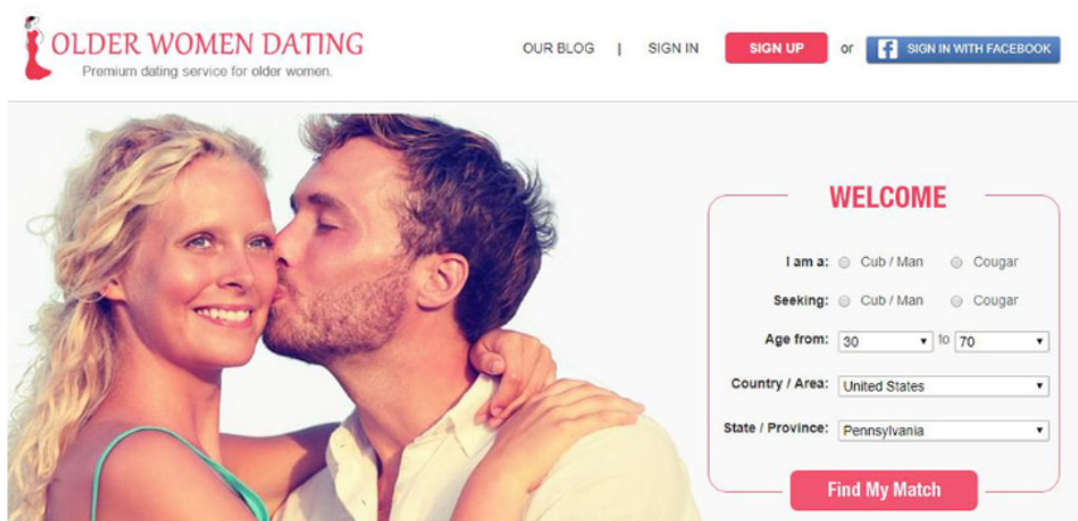 OLDER WOMEN DATING
Premium dating service for older women.
OUR BLOG | SIGN IN SIGN UP or f SIGN IN WITH FACEBOOK
WELCOME
I am a: Cub / Man Cougar
Seeking: Cub / Man Cougar
Age from: 30 to 70
Country / Area: United States
State / Province: Pennsylvania
Find My Match